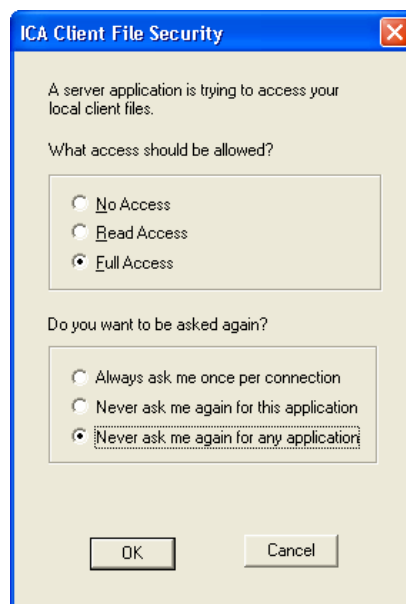 ICA Client File Security
A server application is trying to access your
local client files.
What access should be allowed?
No Access
Read Access
Full Access
Do you want to be asked again?
Always ask me once per connection
Never ask me again for this application
Never ask me again for any application
OK
Cancel